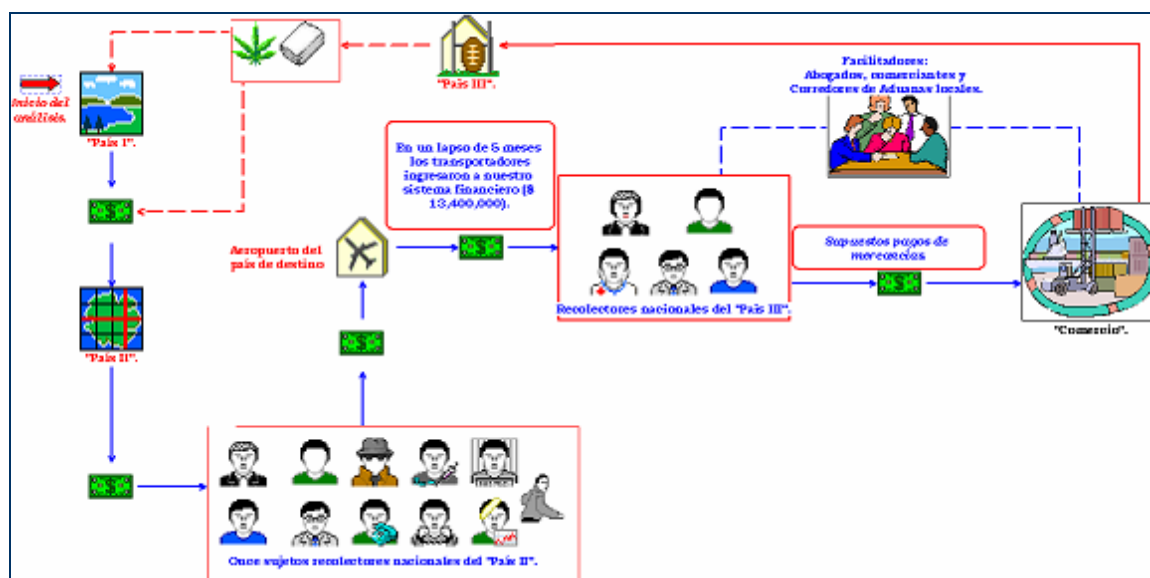 "País III".
Facilitadores:
Abogados, comerciantes y
Corredores de Aduanas locales.
Inicio del
análisis.
"País I".
En un lapso de 5 meses
los transportadores
ingresaron a nuestro
sistema financiero ($
13,400,000).
Aeropuerto del
país de destino
Supuestos pagos de
mercancías
Recolectores nacionales del "País III".
"Comercio".
"País II".
Once sujetos recolectores nacionales del "País II".